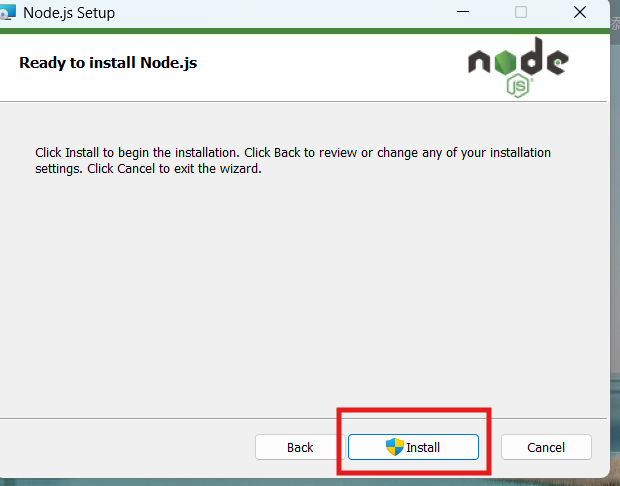 Node.js Setup
Ready to install Node.js
node
JS
Click Install to begin the installation. Click Back to review or change any of your installation
settings. Click Cancel to exit the wizard.
Back
Install
Cancel